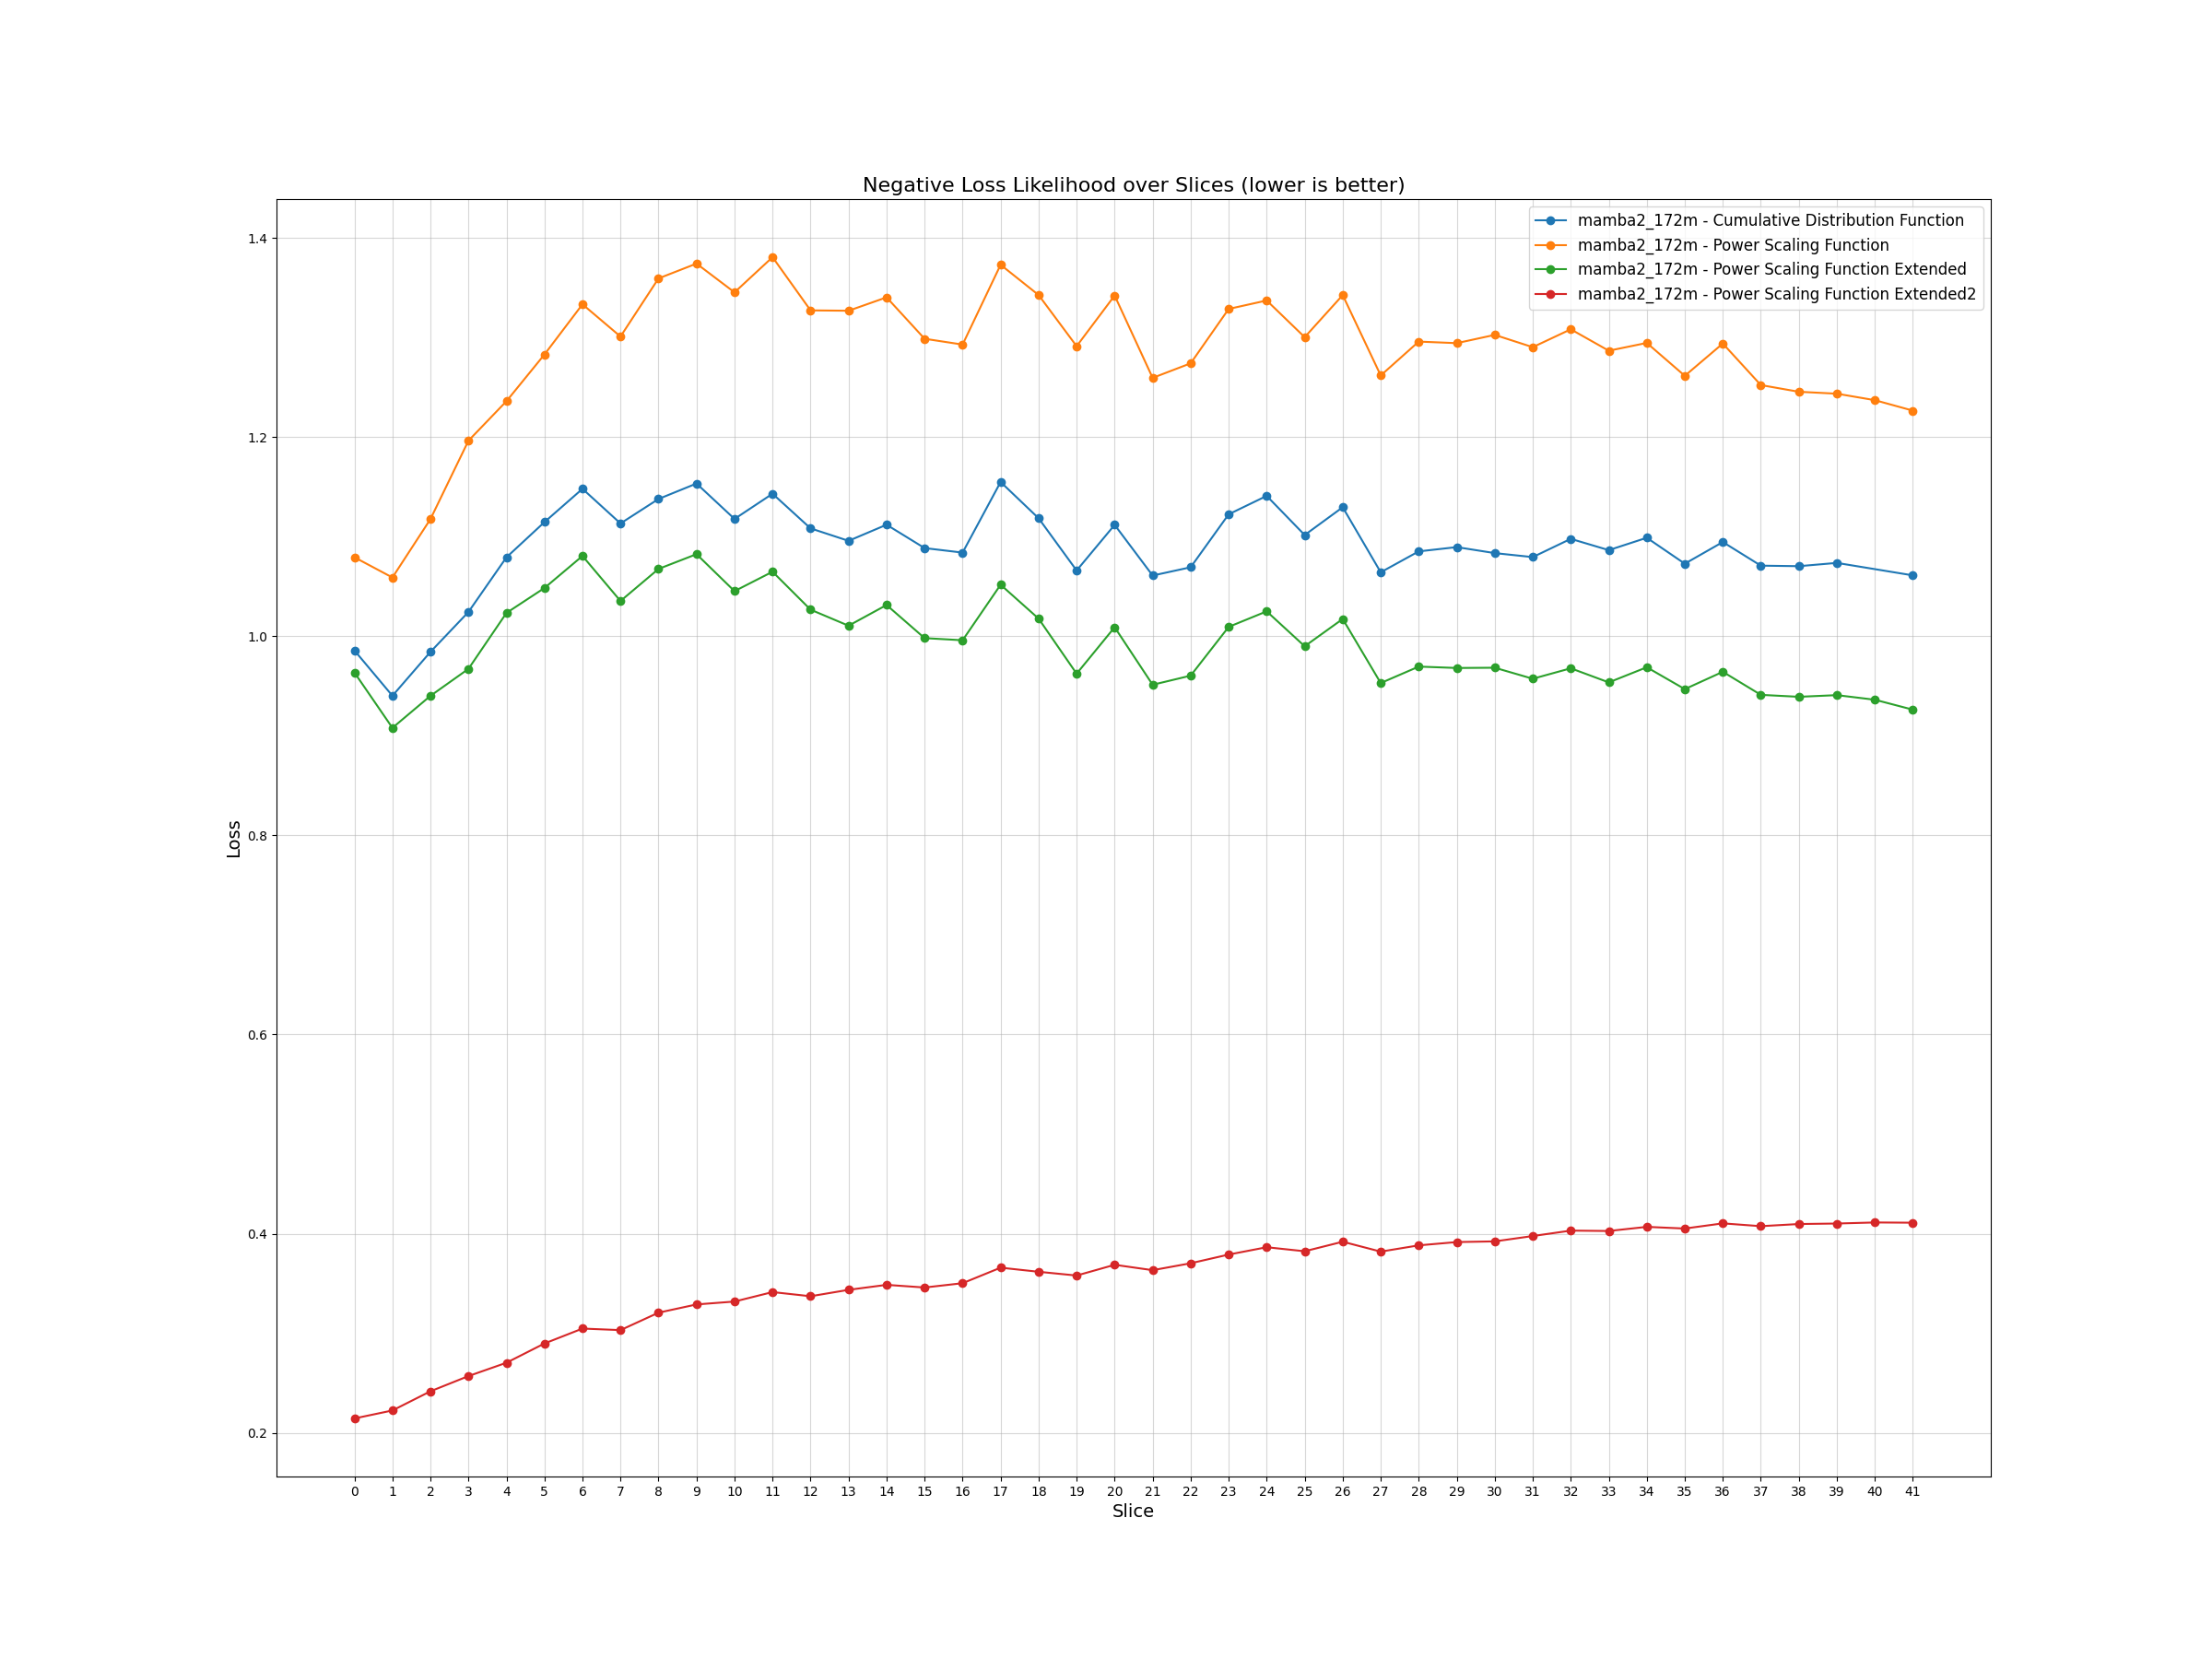 Negative Loss Likelihood over Slices (lower is better)
mamba2_172m - Cumulative Distribution Function
mamba2_172m - Power Scaling Function
mamba2_172m - Power Scaling Function Extended
mamba2_172m - Power Scaling Function Extended2
1.4
1.2
1.0
0.8
0.6
0.4
0.2
Loss
0 1 2 3 4 5 6 7 8 9 10 11 12 13 14 15 16 17 18 19 20 21 22 23 24 25 26 27 28 29 30 31 32 33 34 35 36 37 38 39 40 41
Slice